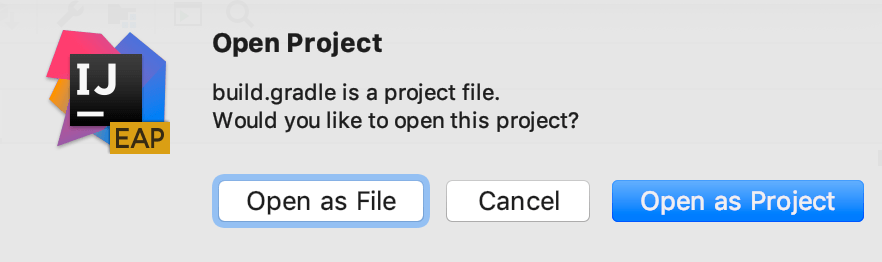 Open Project
IJ
build.gradle is a project file.
Would you like to open this project?
EAP
Open as File
Cancel
Open as Project